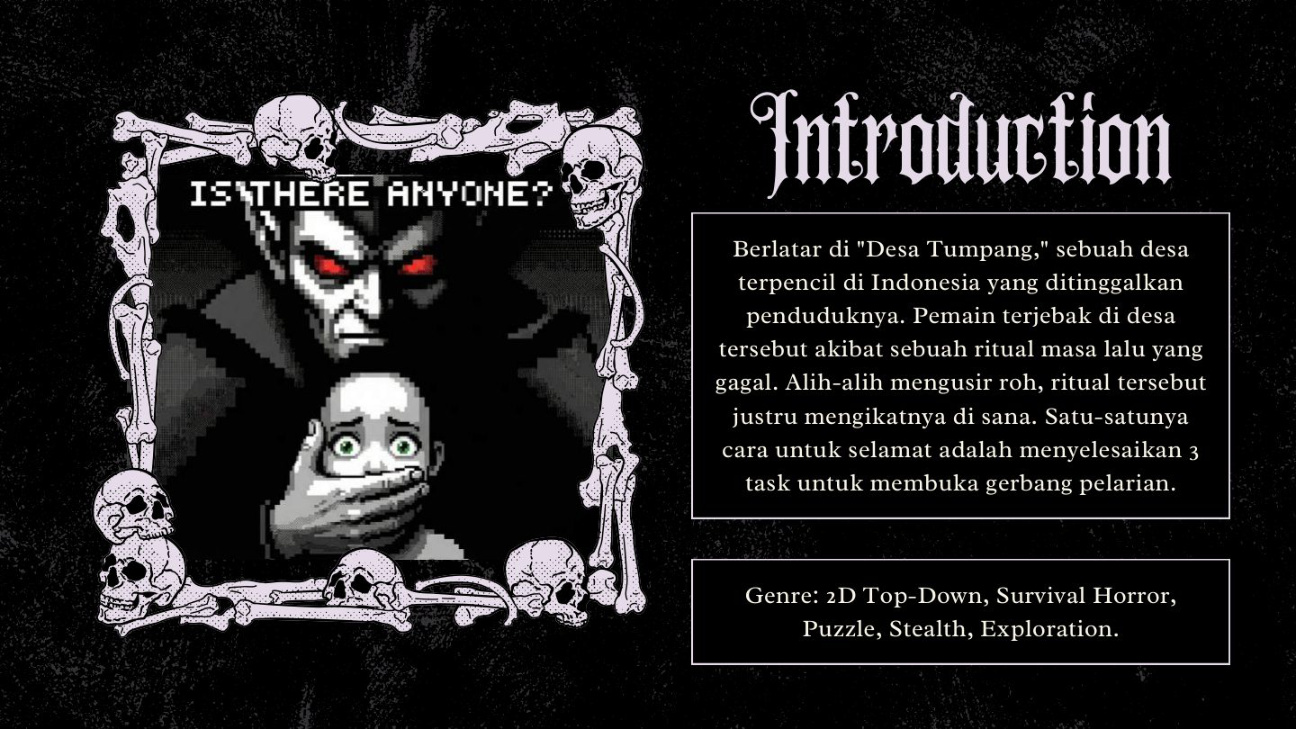 IS THERE ANYONE?
Introduction
Berlatar di "Desa Tumpang," sebuah desa
terpencil di Indonesia yang ditinggalkan
penduduknya. Pemain terjebak di desa
tersebut akibat sebuah ritual masa lalu yang
gagal. Alih-alih mengusir roh, ritual tersebut
justru mengikatnya di sana. Satu-satunya
cara untuk selamat adalah menyelesaikan 3
task untuk membuka gerbang pelarian.
Genre: 2D Top-Down, Survival Horror,
Puzzle, Stealth, Exploration.